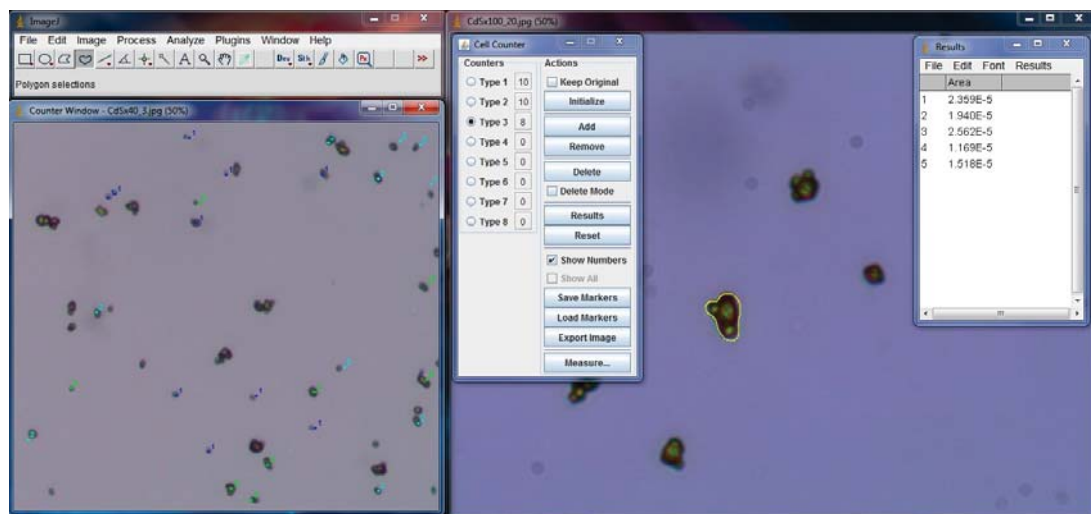 ImageJ
File Edit Image Process Analyze Plugins Window Help
Dev Stk
Polygon selections
Counter Window - CdSx40_3.jpg (50%)
CdSx100_20.jpg (50%)
Cell Counter
Counters
Type 1 10
Type 2 10
Type 3 8
Type 4 0
Type 5 0
Type 6 0
Type 7 0
Type 8 0
Actions
Keep Original
Initialize
Add
Remove
Delete
Delete Mode
Results
Reset
Show Numbers
Show All
Save Markers
Load Markers
Export Image
Measure...
Results
File Edit Font Results
Area
1 2.359E-5
2 1.940E-5
3 2.562E-5
4 1.169E-5
5 1.518E-5